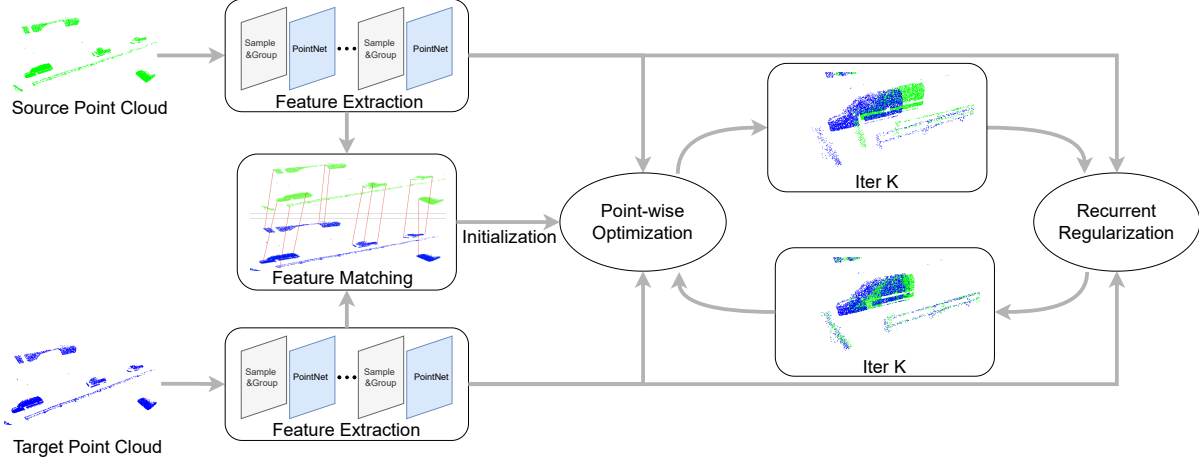 Source Point Cloud
Sample
&Group
PointNet
•••
Sample
&Group
PointNet
Feature Extraction
Feature Matching
Initialization
Point-wise
Optimization
Iter K
Recurrent
Regularization
Iter K
Target Point Cloud
Sample
&Group
PointNet
•••
Sample
&Group
PointNet
Feature Extraction